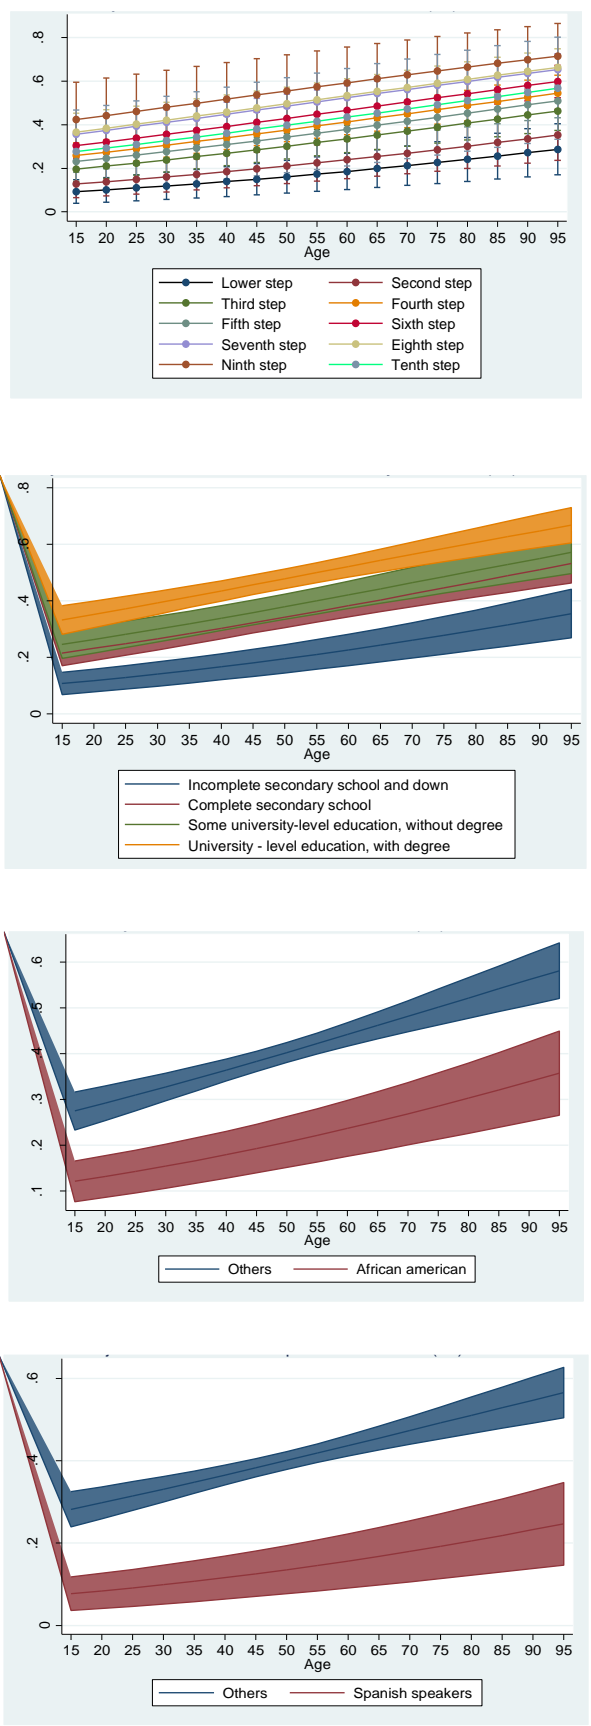 .8
.6
.4
.2
0
15 20 25 30 35 40 45 50 55 60 65 70 75 80 85 90 95
Age
Lower step Second step
Third step Fourth step
Fifth step Sixth step
Seventh step Eighth step
Ninth step Tenth step
.8
.6
.4
.2
0
15 20 25 30 35 40 45 50 55 60 65 70 75 80 85 90 95
Age
Incomplete secondary school and down
Complete secondary school
Some university-level education, without degree
University - level education, with degree
.6
.5
.4
.3
.2
.1
15 20 25 30 35 40 45 50 55 60 65 70 75 80 85 90 95
Age
Others African american
.6
.4
.2
0
15 20 25 30 35 40 45 50 55 60 65 70 75 80 85 90 95
Age
Others Spanish speakers